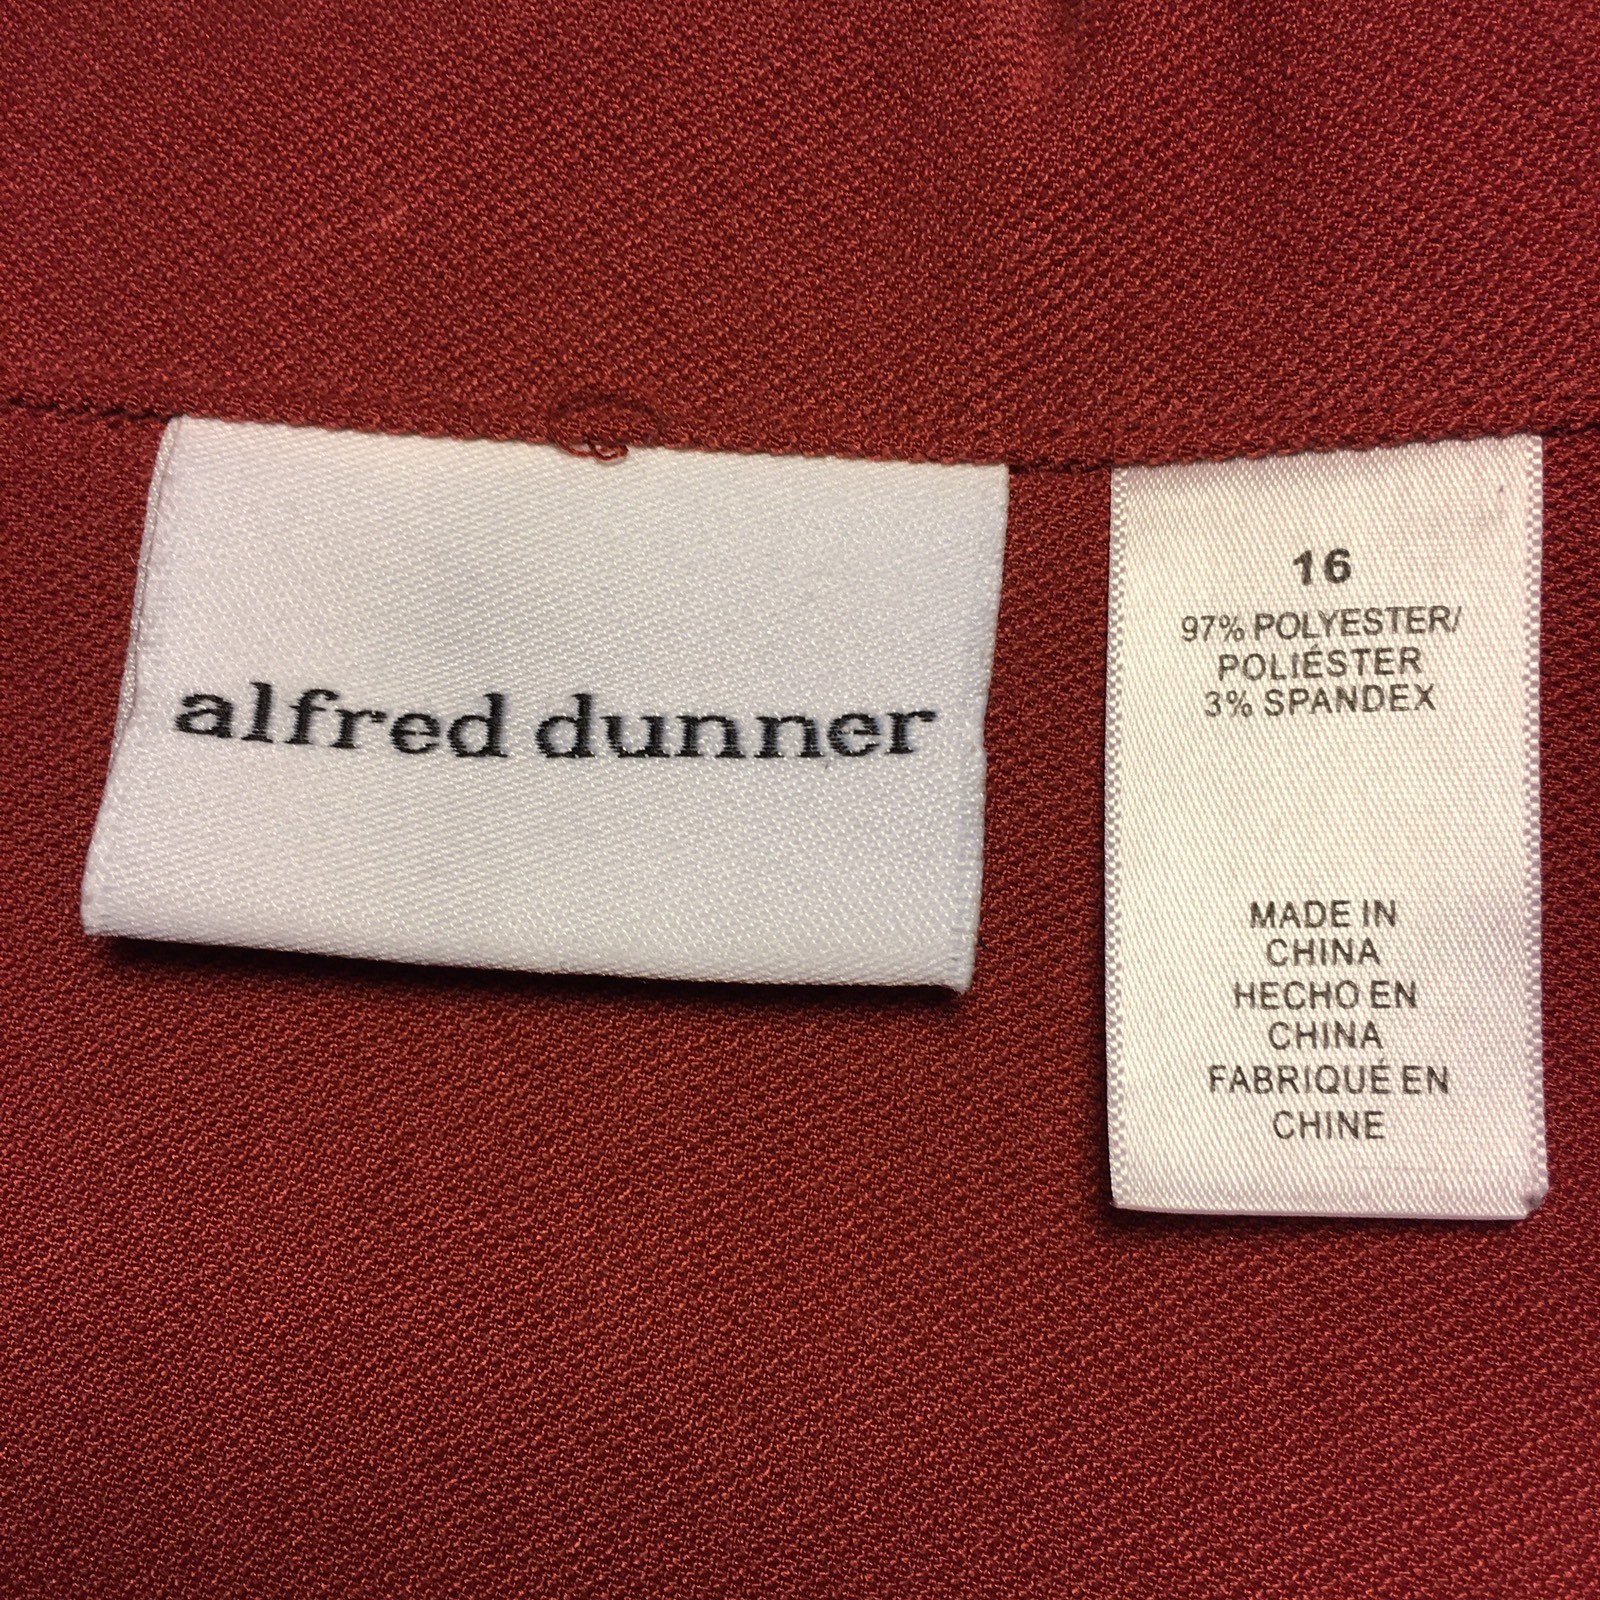 alfred dunner
16
97% POLYESTER/
POLIÉSTER
3% SPANDEX
MADE IN
CHINA
HECHO EN
CHINA
FABRIQUÉ EN
CHINE